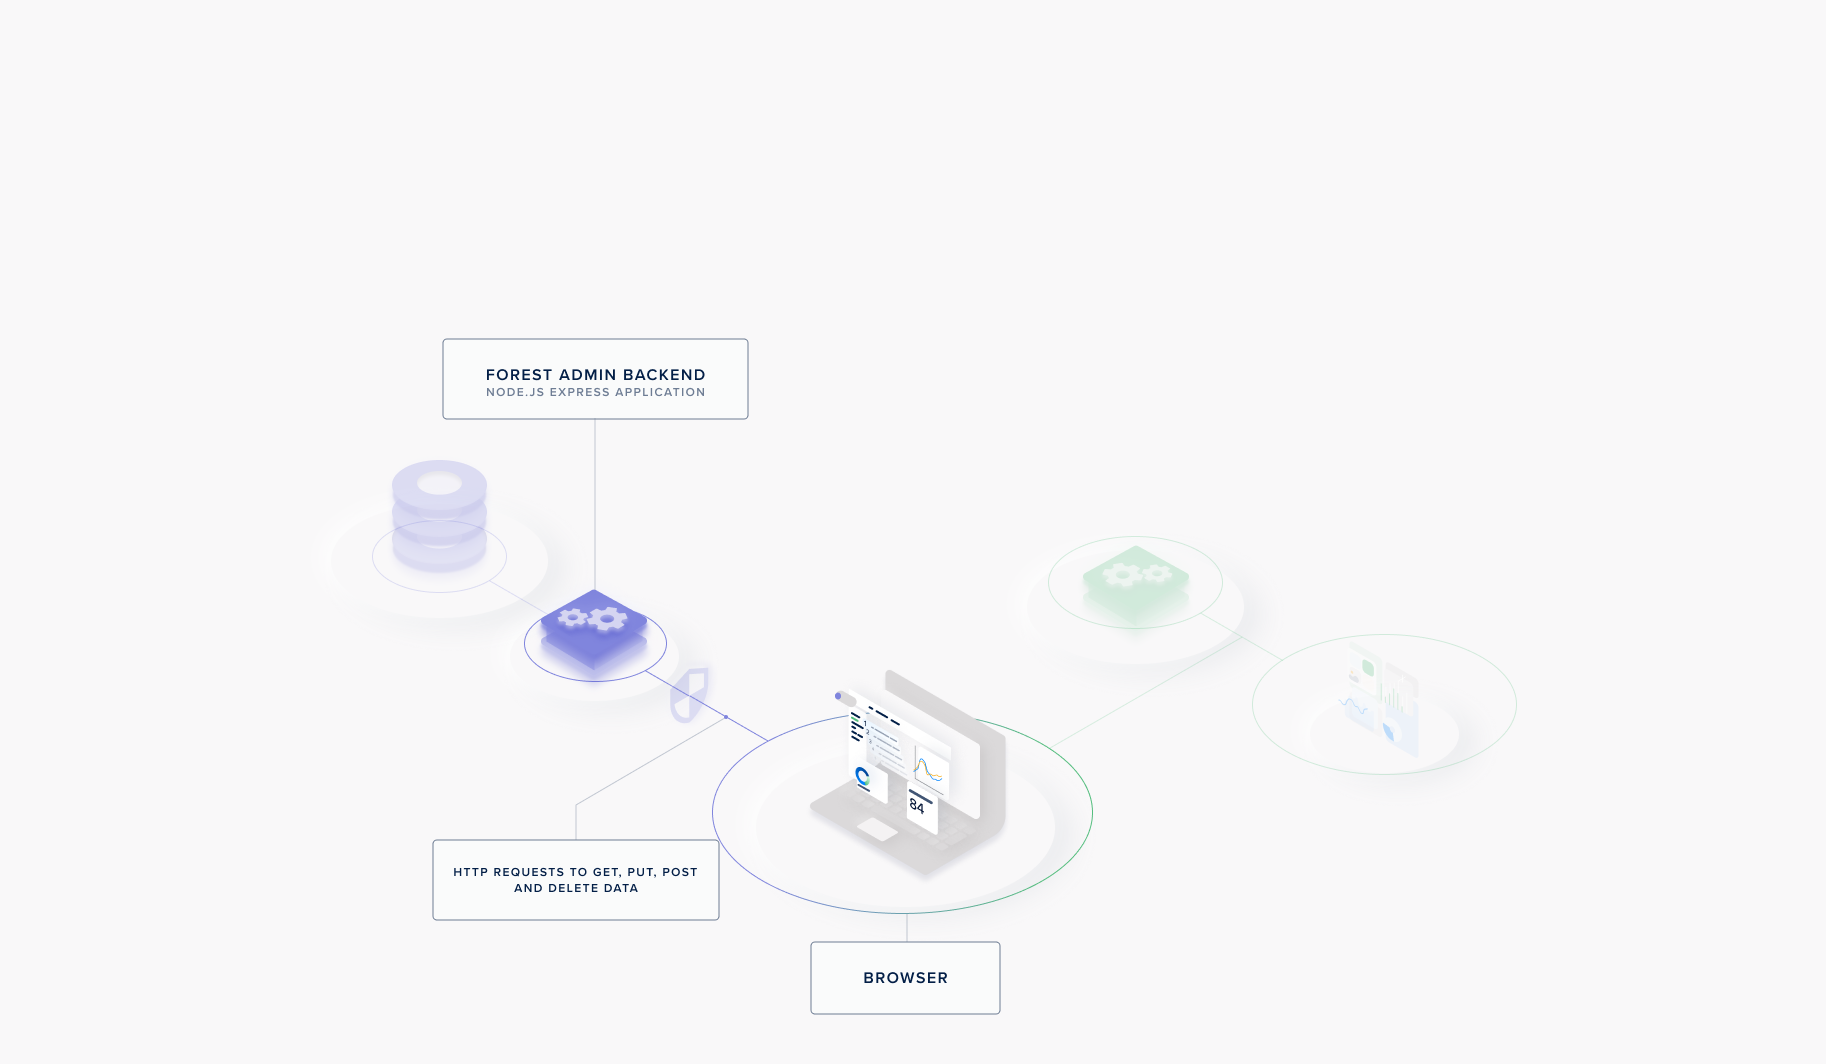 FOREST ADMIN BACKEND
NODE.JS EXPRESS APPLICATION
84
HTTP REQUESTS TO GET, PUT, POST
AND DELETE DATA
BROWSER